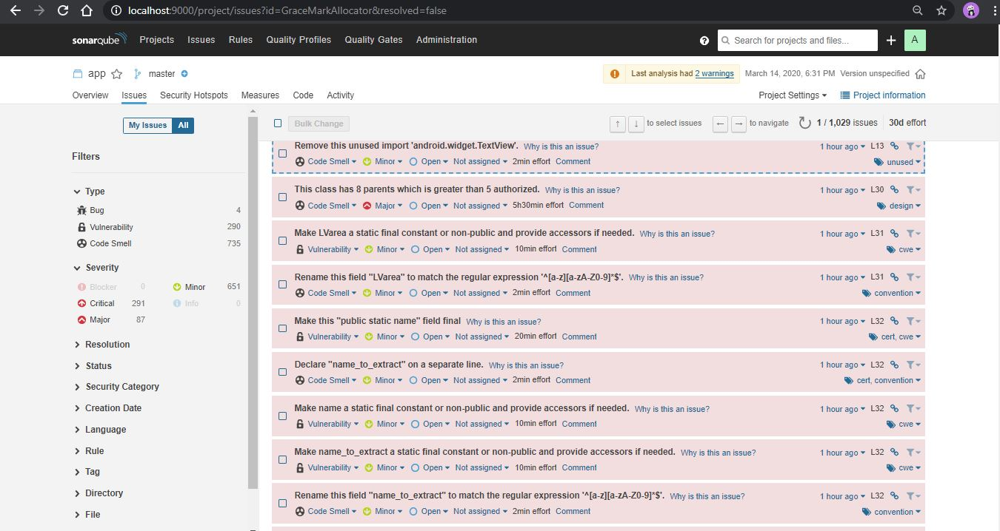 localhost:9000/project/issues?id=GraceMarkAllocator&resolved=false
sonarqube Projects Issues Rules Quality Profiles Quality Gates Administration ? Search for projects and files... + A
app master Last analysis had 2 warnings March 14, 2020, 6:31 PM Version unspecified
Overview Issues Security Hotspots Measures Code Activity Project Settings Project information
My Issues All
Bulk Change ↑ ↓ to select issues ← → to navigate 1 / 1,029 issues 30d effort
Filters
Type
Bug 4
Vulnerability 290
Code Smell 735
Severity
Blocker 0 Minor 651
Critical 291 Info 0
Major 87
Resolution
Status
Security Category
Creation Date
Language
Rule
Tag
Directory
File
Remove this unused import 'android.widget.TextView'. Why is this an issue? 1 hour ago L13
Code Smell Minor Open Not assigned 2min effort Comment unused
This class has 8 parents which is greater than 5 authorized. Why is this an issue? 1 hour ago L30
Code Smell Major Open Not assigned 5h30min effort Comment design
Make LVarea a static final constant or non-public and provide accessors if needed. Why is this an issue? 1 hour ago L31
Vulnerability Minor Open Not assigned 10min effort Comment cwe
Rename this field "LVarea" to match the regular expression '^[a-z][a-zA-Z0-9]*$'. Why is this an issue? 1 hour ago L31
Code Smell Minor Open Not assigned 2min effort Comment convention
Make this "public static name" field final Why is this an issue? 1 hour ago L32
Vulnerability Minor Open Not assigned 20min effort Comment cert, cwe
Declare "name_to_extract" on a separate line. Why is this an issue? 1 hour ago L32
Code Smell Minor Open Not assigned 2min effort Comment cert, convention
Make name a static final constant or non-public and provide accessors if needed. Why is this an issue? 1 hour ago L32
Vulnerability Minor Open Not assigned 10min effort Comment cwe
Make name_to_extract a static final constant or non-public and provide accessors if needed. Why is this an issue? 1 hour ago L32
Vulnerability Minor Open Not assigned 10min effort Comment cwe
Rename this field "name_to_extract" to match the regular expression '^[a-z][a-zA-Z0-9]*$'. Why is this an issue? 1 hour ago L32
Code Smell Minor Open Not assigned 2min effort Comment convention